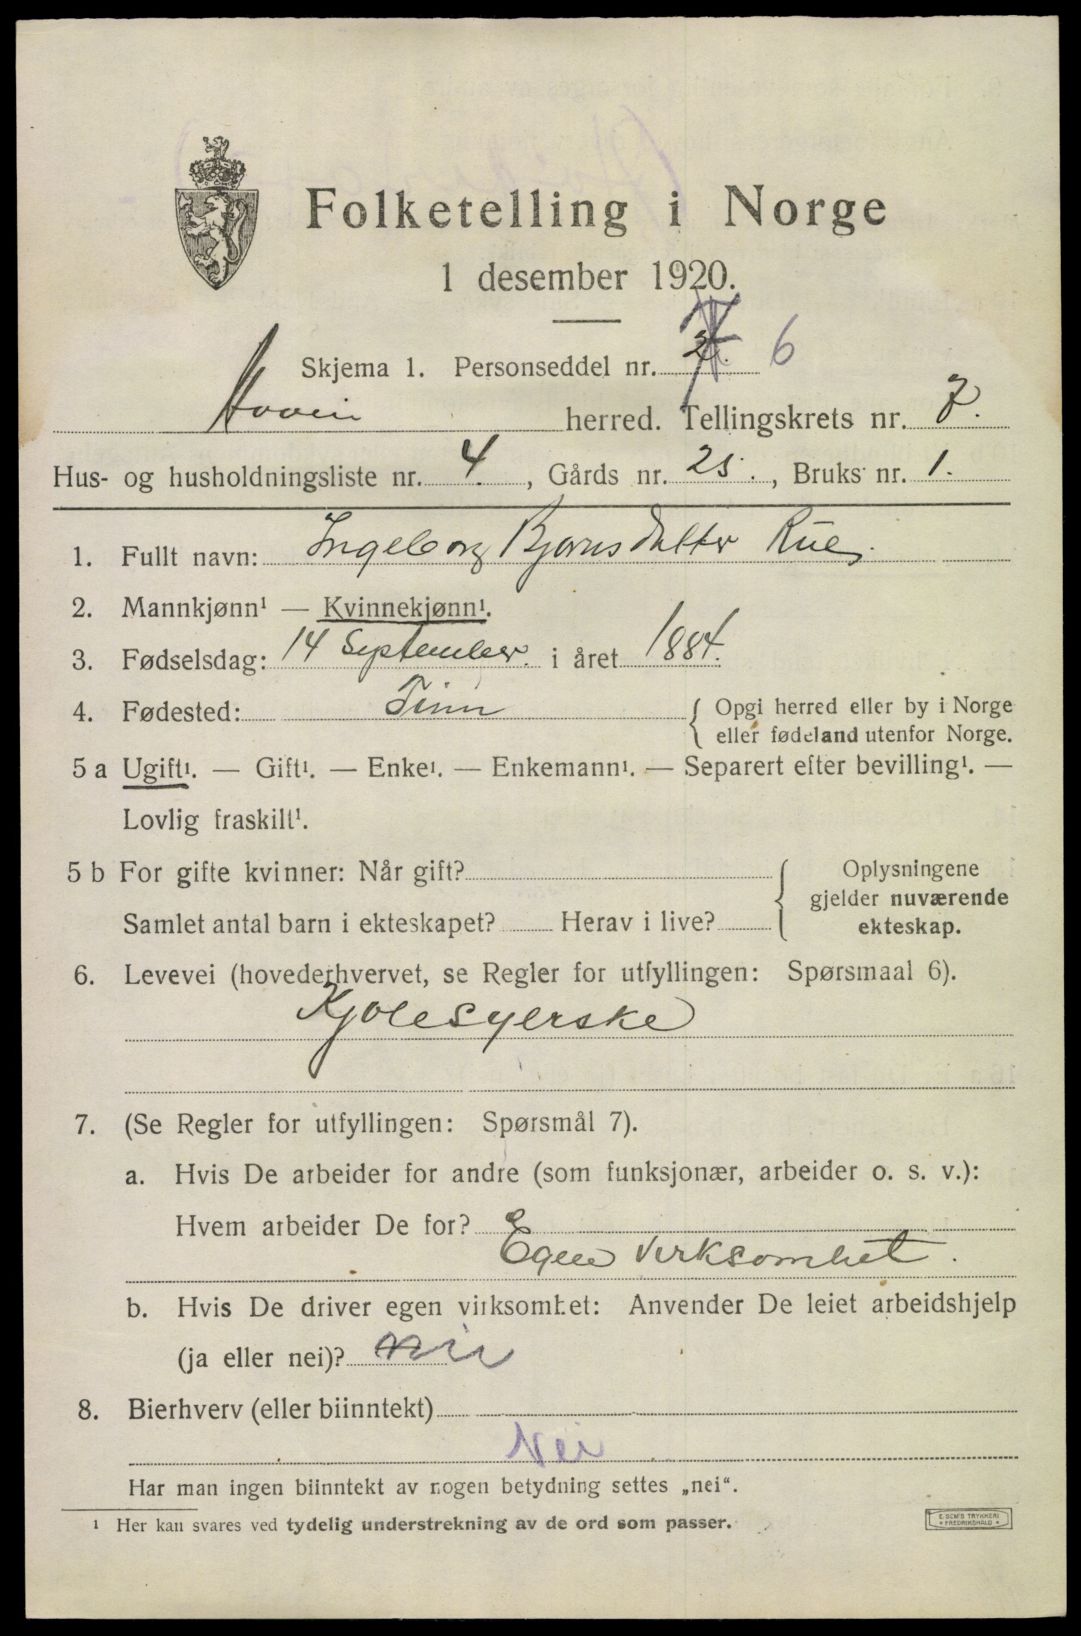 Folketelling i Norge
1 desember 1920.
Skjema 1. Personseddel nr. 6
Hovin herred. Tellingskrets nr. 7.
Hus- og husholdningsliste nr. 4. , Gårds nr. 25. , Bruks nr. 1.
1. Fullt navn: Ingeborg Bjørnsdatter Rue.
2. Mannkjønn¹ — Kvinnekjønn¹.
3. Fødselsdag: 14 September. i året 1884.
4. Fødested: Tinn { Opgi herred eller by i Norge
eller fødeland utenfor Norge.
5 a Ugift¹. — Gift¹. — Enke¹. — Enkemann¹. — Separert efter bevilling¹. —
Lovlig fraskilt¹.
5 b For gifte kvinner: Når gift? { Oplysningene
gjelder nuværende
Samlet antal barn i ekteskapet? Herav i live? ekteskap.
6. Levevei (hovederhvervet, se Regler for utfyllingen: Spørsmaal 6).
Kjolesyerske
7. (Se Regler for utfyllingen: Spørsmål 7).
a. Hvis De arbeider for andre (som funksjonær, arbeider o. s. v.):
Hvem arbeider De for?
Egen virksomhet.
b. Hvis De driver egen virksomhet: Anvender De leiet arbeidshjelp
(ja eller nei)? nei
8. Bierhverv (eller biinntekt)
Nei
Har man ingen biinntekt av nogen betydning settes „nei“.
¹ Her kan svares ved tydelig understrekning av de ord som passer.
E. SEM'S TRYKKERI
* FREDRIKSHALD *